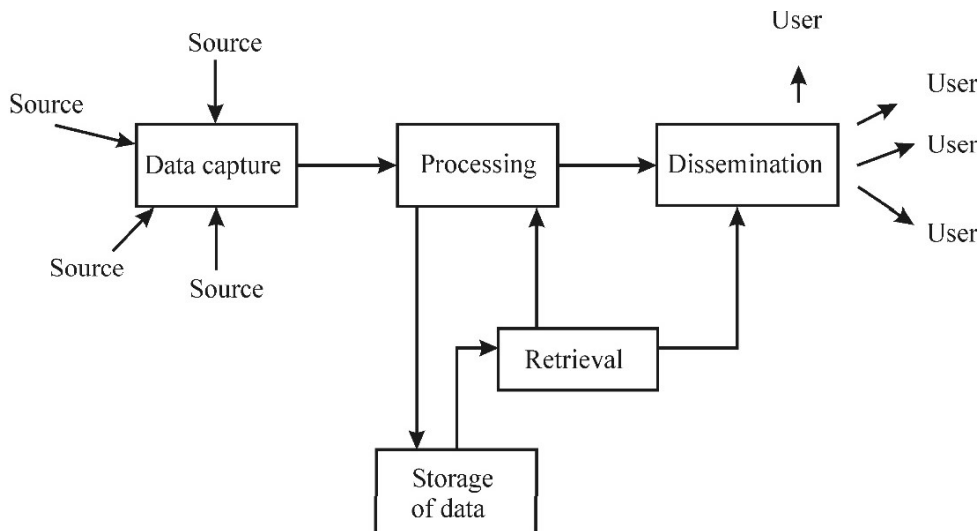 User
Source
User
Source
Data capture
Processing
Dissemination
User
User
Source
Source
Retrieval
Storage
of data